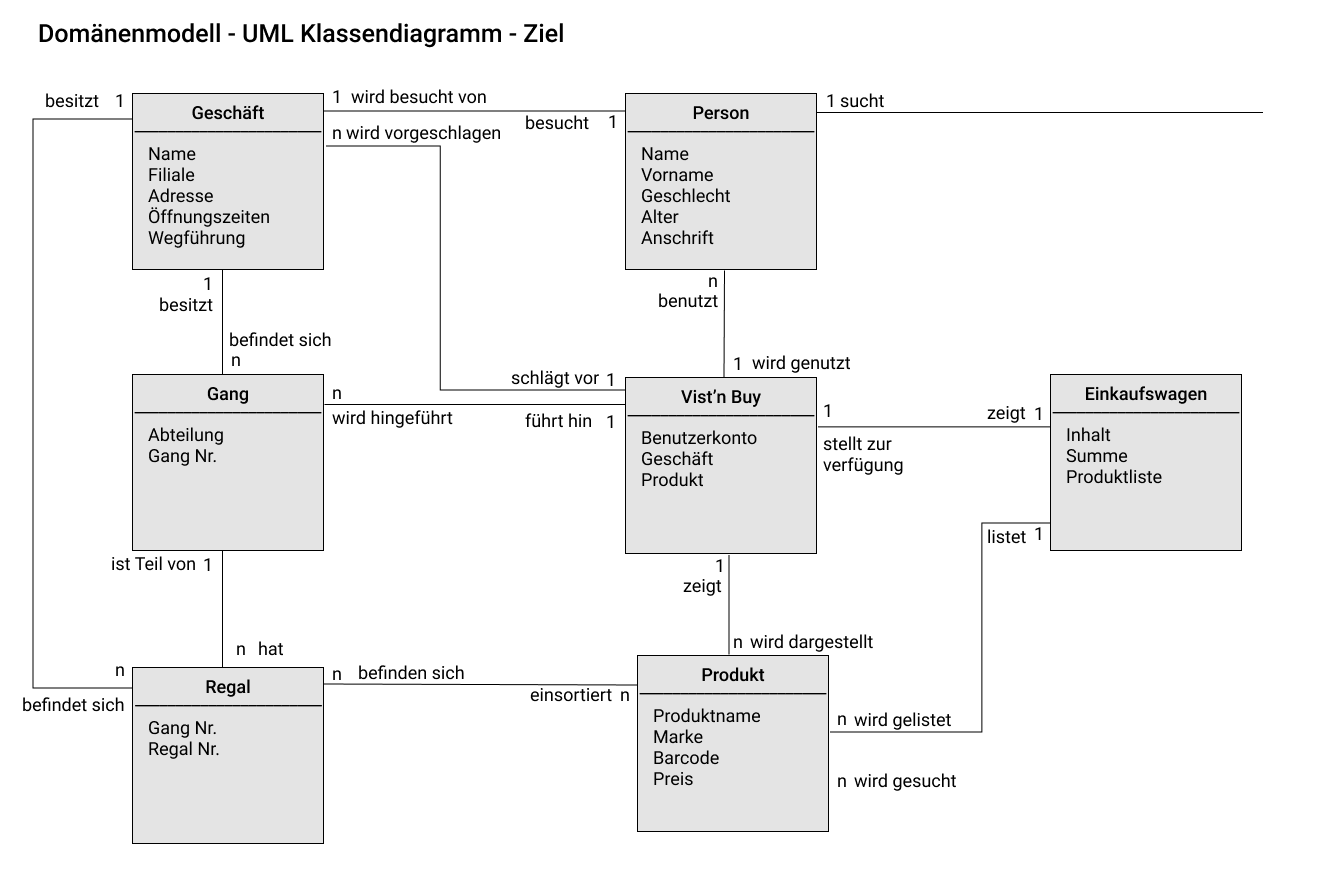 Domänenmodell - UML Klassendiagramm - Ziel
besitzt 1
Geschäft
Name
Filiale
Adresse
Öffnungszeiten
Wegführung
1 wird besucht von
n wird vorgeschlagen
besucht 1
Person
Name
Vorname
Geschlecht
Alter
Anschrift
1 sucht
1
besitzt
befindet sich
n
n
benutzt
1 wird genutzt
Gang
Abteilung
Gang Nr.
n
wird hingeführt
schlägt vor 1
führt hin 1
Vist’n Buy
Benutzerkonto
Geschäft
Produkt
1
stellt zur
verfügung
zeigt 1
Einkaufswagen
Inhalt
Summe
Produktliste
listet 1
ist Teil von 1
n hat
1
zeigt
n wird dargestellt
n
befindet sich
Regal
Gang Nr.
Regal Nr.
n befinden sich
einsortiert n
Produkt
Produktname
Marke
Barcode
Preis
n wird gelistet
n wird gesucht